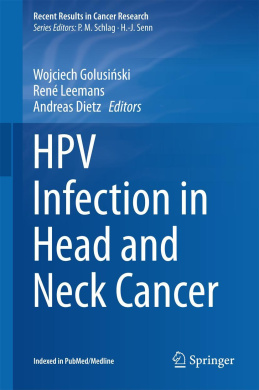 Recent Results in Cancer Research
Series Editors: P. M. Schlag · H.-J. Senn
Wojciech Golusiński
René Leemans
Andreas Dietz Editors
HPV
Infection in
Head and
Neck Cancer
Indexed in PubMed/Medline
Springer